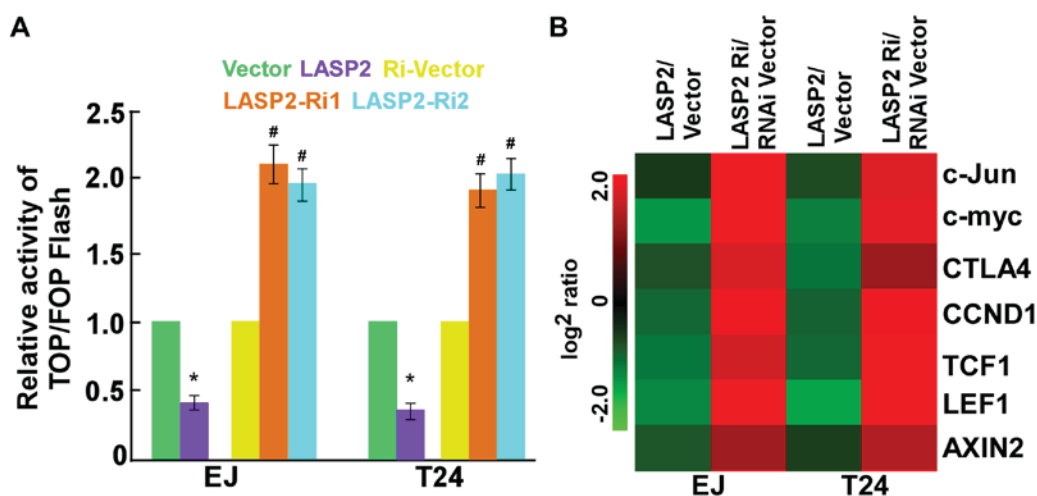 A
Vector LASP2 Ri-Vector
LASP2-Ri1 LASP2-Ri2
Relative activity of
TOP/FOP Flash
2.5
2.0
1.5
1.0
0.5
0
*
#
#
*
#
#
EJ
T24
B
LASP2/
Vector
LASP2 Ri/
RNAi Vector
LASP2/
Vector
LASP2 Ri/
RNAi Vector
log² ratio
2.0
0
-2.0
c-Jun
c-myc
CTLA4
CCND1
TCF1
LEF1
AXIN2
EJ
T24